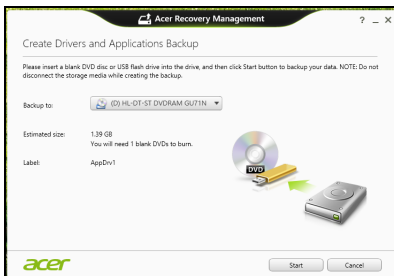 Acer Recovery Management
? _ X
Create Drivers and Applications Backup
Please insert a blank DVD disc or USB flash drive into the drive, and then click Start button to backup your data. NOTE: Do not
disconnect the storage media while creating the backup.
Backup to: (D) HL-DT-ST DVDRAM GU71N
Estimated size: 1.39 GB
You will need 1 blank DVDs to burn.
Label: AppDrv1
DVD
acer Start Cancel